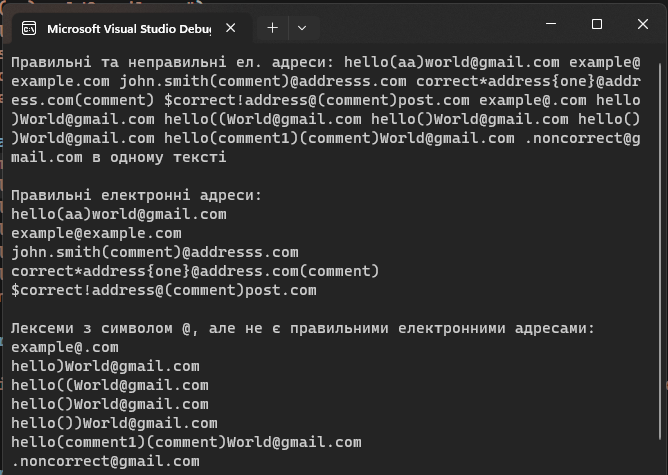 Microsoft Visual Studio Debug
Правильні та неправильні ел. адреси: hello(aa)world@gmail.com example@
example.com john.smith(comment)@addresss.com correct*address{one}@addr
ess.com(comment) $correct!address@(comment)post.com example@.com hello
)World@gmail.com hello((World@gmail.com hello()World@gmail.com hello()
)World@gmail.com hello(comment1)(comment)World@gmail.com .noncorrect@g
mail.com в одному тексті
Правильні електронні адреси:
hello(aa)world@gmail.com
example@example.com
john.smith(comment)@addresss.com
correct*address{one}@address.com(comment)
$correct!address@(comment)post.com
Лексеми з символом @, але не є правильними електронними адресами:
example@.com
hello)World@gmail.com
hello((World@gmail.com
hello()World@gmail.com
hello())World@gmail.com
hello(comment1)(comment)World@gmail.com
.noncorrect@gmail.com